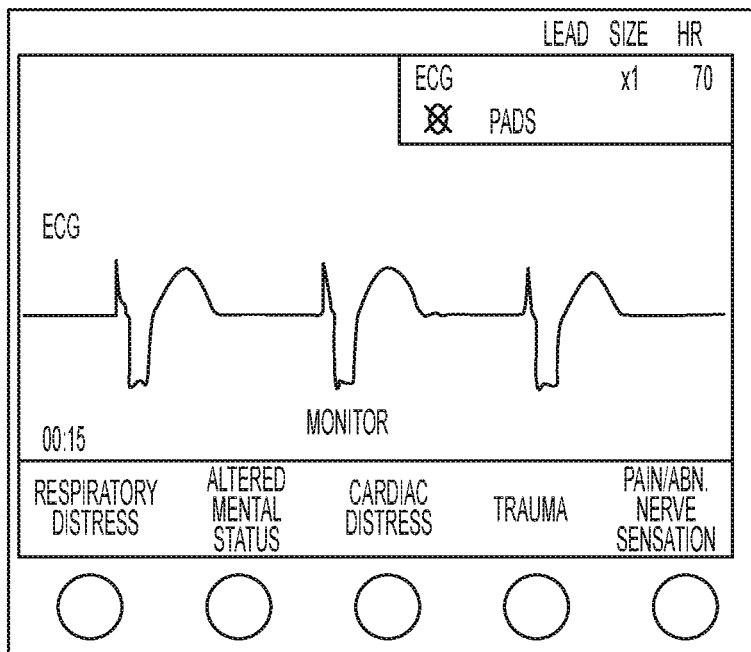 LEAD SIZE HR
ECG x1 70
PADS
ECG
MONITOR
00:15
RESPIRATORY
DISTRESS
ALTERED
MENTAL
STATUS
CARDIAC
DISTRESS
TRAUMA
PAIN/ABN.
NERVE
SENSATION